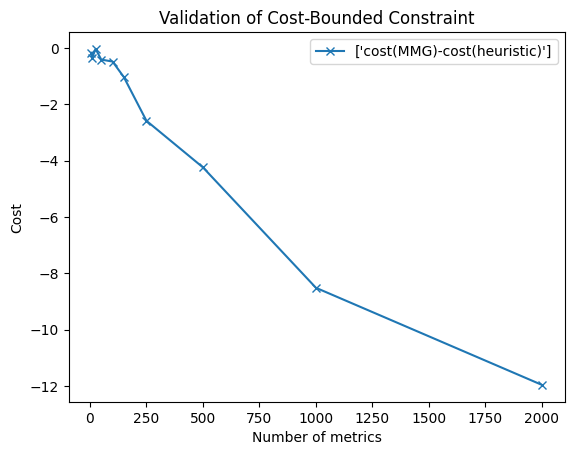 Validation of Cost-Bounded Constraint
['cost(MMG)-cost(heuristic)']
Cost
0
−2
−4
−6
−8
−10
−12
0 250 500 750 1000 1250 1500 1750 2000
Number of metrics